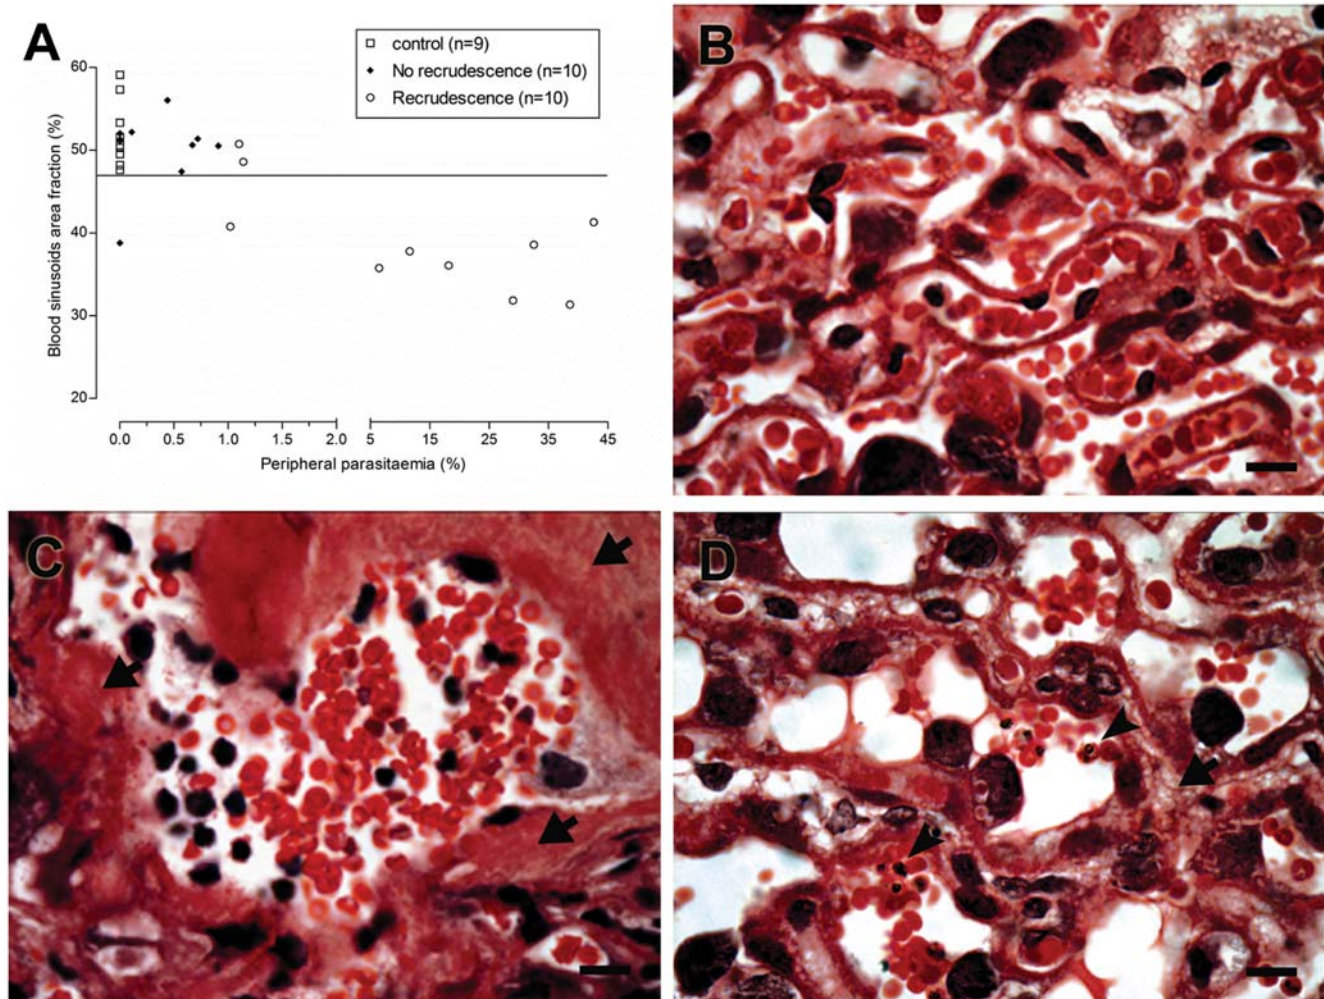 A
control (n=9)
No recrudescence (n=10)
Recrudescence (n=10)
60
50
40
30
20
Blood sinusoids area fraction (%)
0.0 0.5 1.0 1.5 2.0 5 15 25 35 45
Peripheral parasitaemia (%)
B
C
D